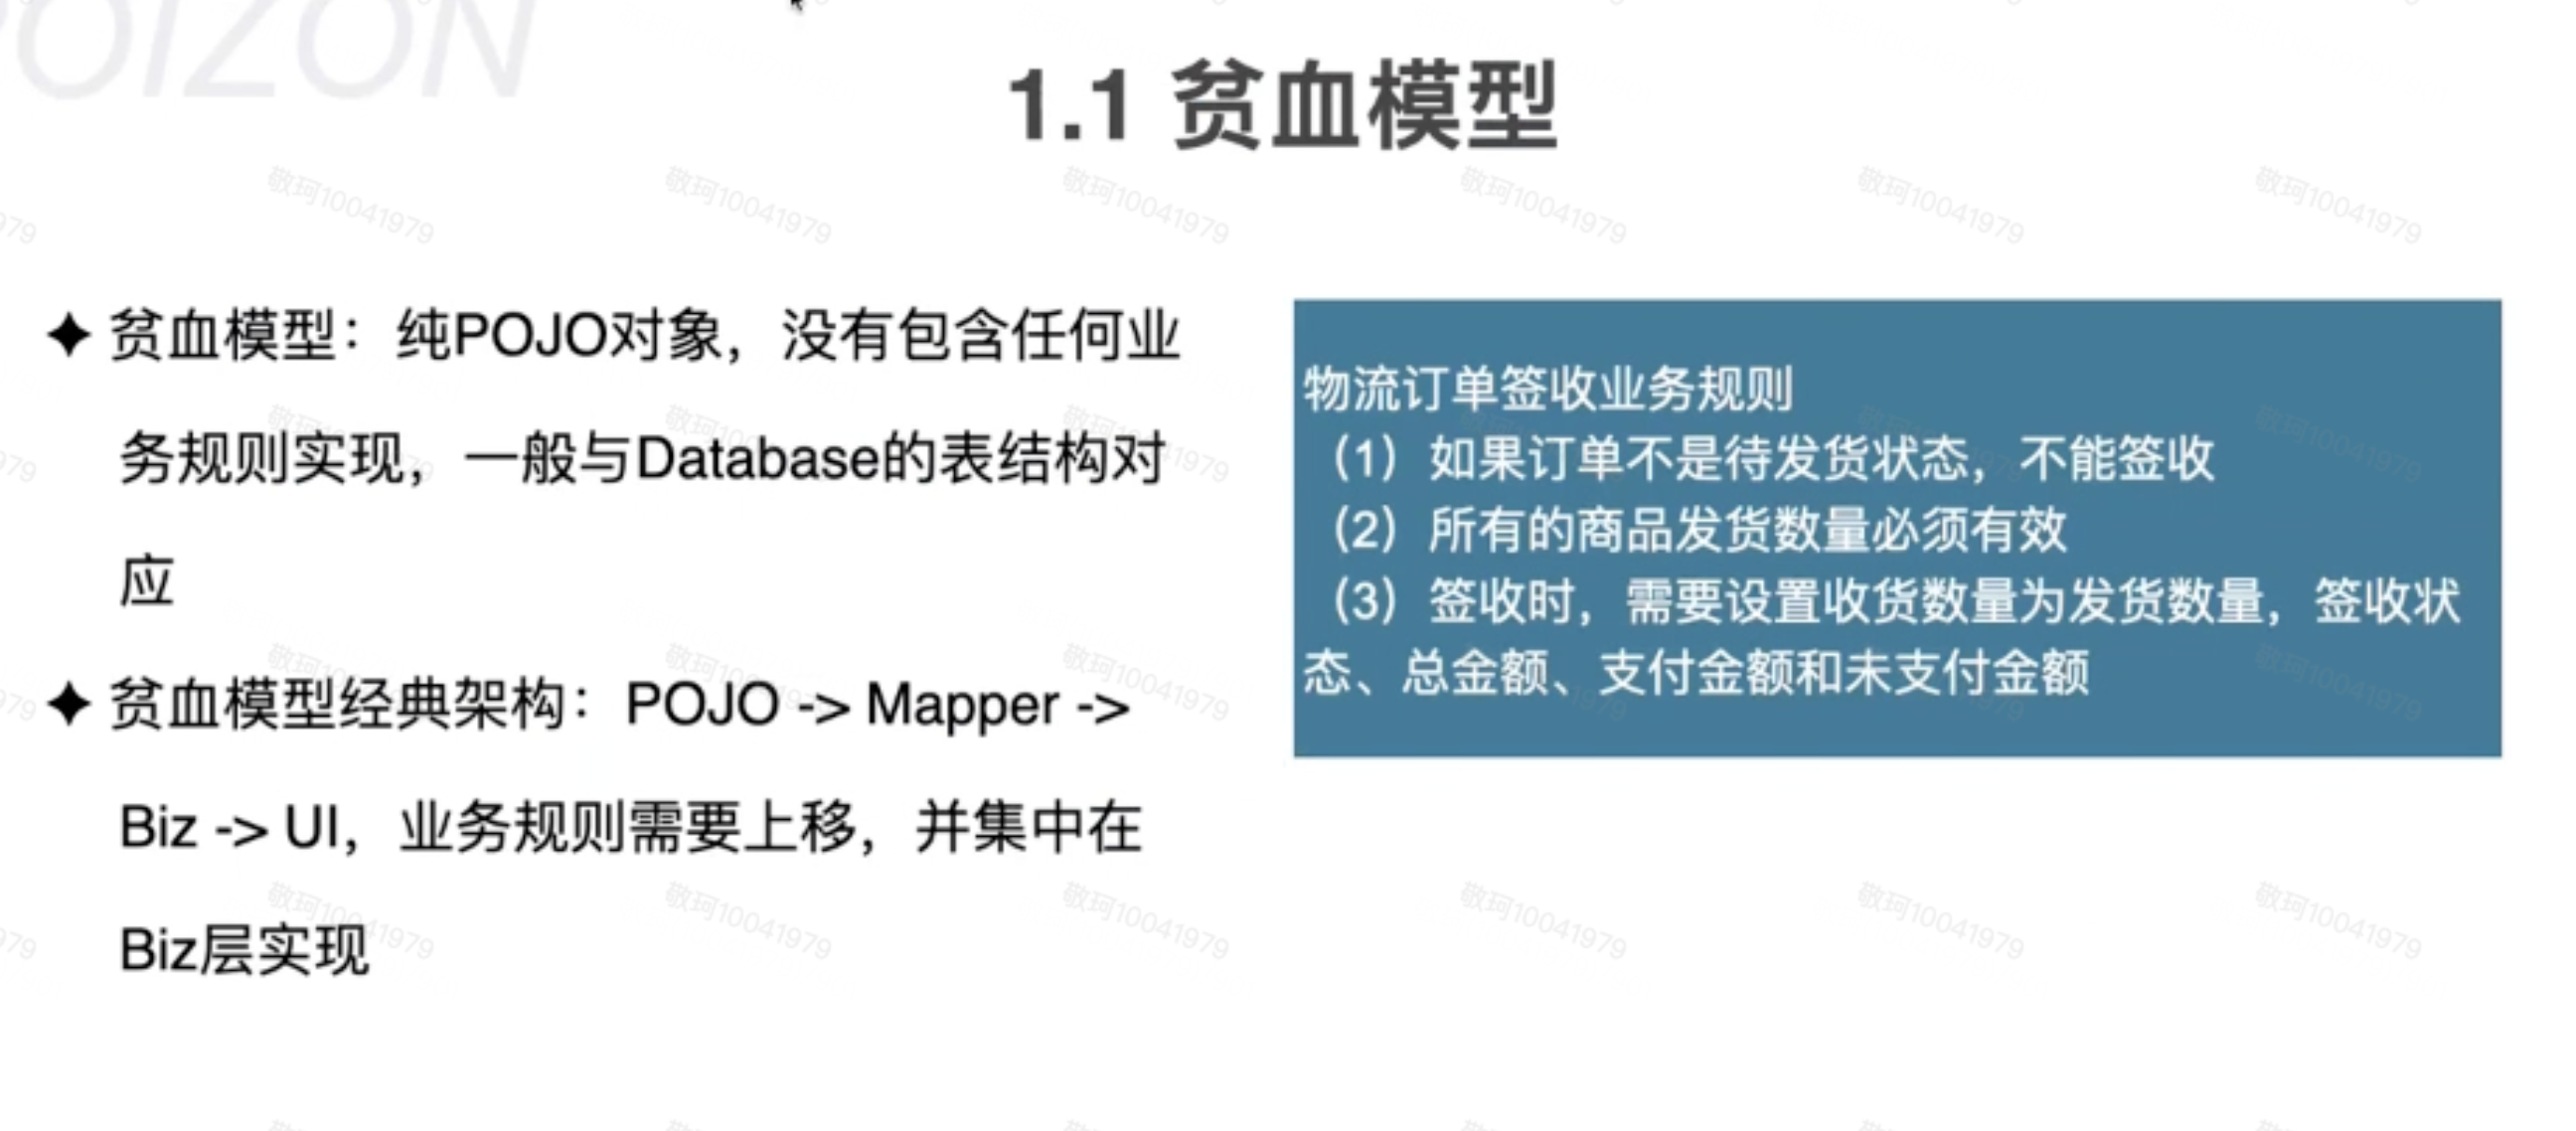 POIZON
1.1 贫血模型
✦ 贫血模型：纯POJO对象，没有包含任何业
务规则实现，一般与Database的表结构对
应
✦ 贫血模型经典架构：POJO -> Mapper ->
Biz -> UI，业务规则需要上移，并集中在
Biz层实现
物流订单签收业务规则
（1）如果订单不是待发货状态，不能签收
（2）所有的商品发货数量必须有效
（3）签收时，需要设置收货数量为发货数量，签收状
态、总金额、支付金额和未支付金额
敬珂10041979